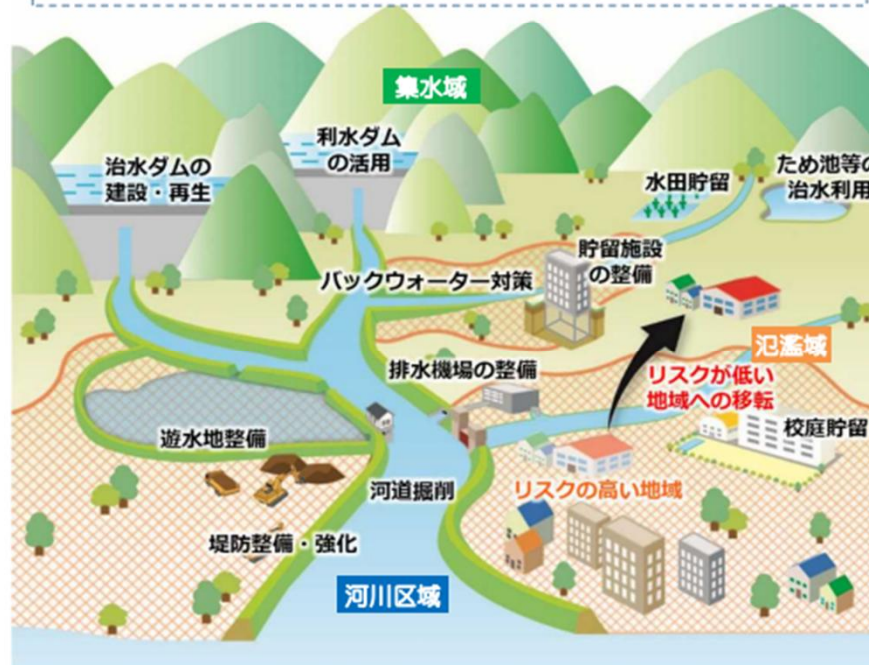 集水域
治水ダムの
建設・再生
利水ダム
の活用
水田貯留
ため池等の
治水利用
貯留施設
の整備
バックウォーター対策
氾濫域
排水機場の整備
リスクが低い
地域への移転
校庭貯留
遊水地整備
河道掘削
リスクの高い地域
堤防整備・強化
河川区域